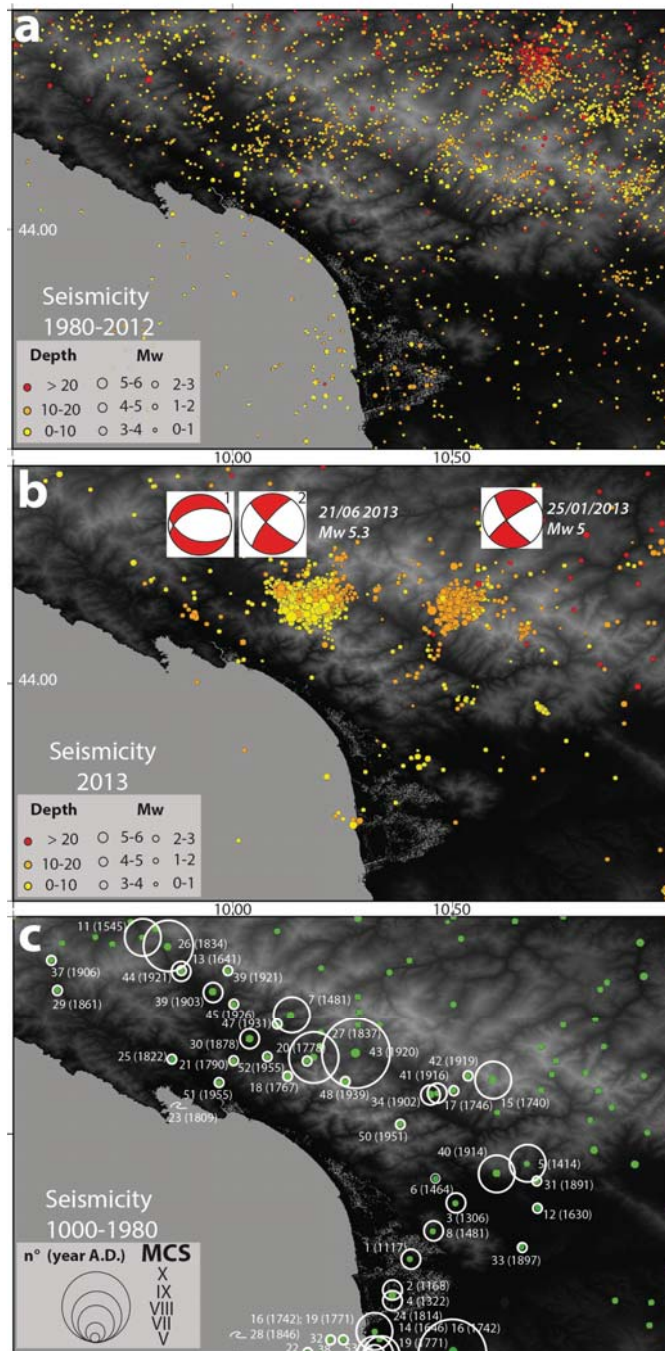 a
44.00
Seismicity
1980-2012
Depth Mw
> 20 5-6 2-3
10-20 4-5 1-2
0-10 3-4 0-1
10,00 10,50
b
1 2
21/06 2013
Mw 5.3
25/01/2013
Mw 5
44.00
Seismicity
2013
Depth Mw
> 20 5-6 2-3
10-20 4-5 1-2
0-10 3-4 0-1
10,00 10,50
c
11 (1545)
26 (1834)
13 (1641)
37 (1906)
44 (1921)
39 (1921)
29 (1861)
39 (1903)
45 (1926)
7 (1481)
47 (1931)
27 (1837)
30 (1878)
20 (1778)
43 (1920)
25 (1822)
21 (1790)
52 (1955)
42 (1919)
41 (1916)
18 (1767)
48 (1939)
34 (1902)
17 (1746)
15 (1740)
51 (1955)
23 (1809)
50 (1951)
40 (1914)
5 (1414)
31 (1891)
6 (1464)
3 (1306)
12 (1630)
8 (1481)
1 (1117)
33 (1897)
Seismicity
1000-1980
n° (year A.D.) MCS
X
IX
VIII
VII
V
2 (1168)
4 (1322)
24 (1814)
16 (1742); 19 (1771)
14 (1646) 16 (1742)
28 (1846)
32
19 (1771)
22